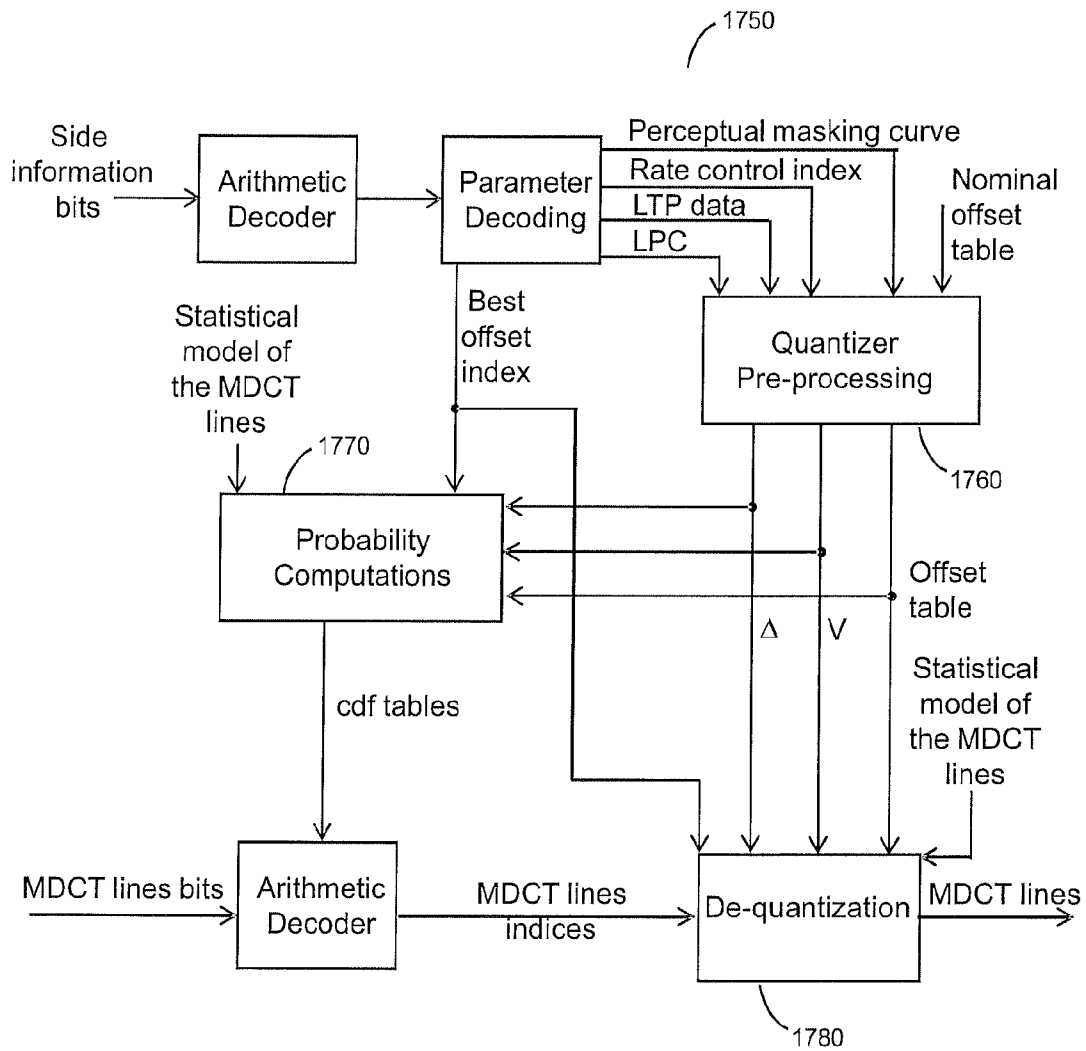 1750
Side
information
bits
Arithmetic
Decoder
Parameter
Decoding
Perceptual masking curve
Rate control index
LTP data
LPC
Nominal
offset
table
Statistical
model of
the MDCT
lines
Best
offset
index
Quantizer
Pre-processing
1770
1760
Probability
Computations
Offset
table
Δ
V
cdf tables
Statistical
model of
the MDCT
lines
MDCT lines bits
Arithmetic
Decoder
MDCT lines
indices
De-quantization
MDCT lines
1780